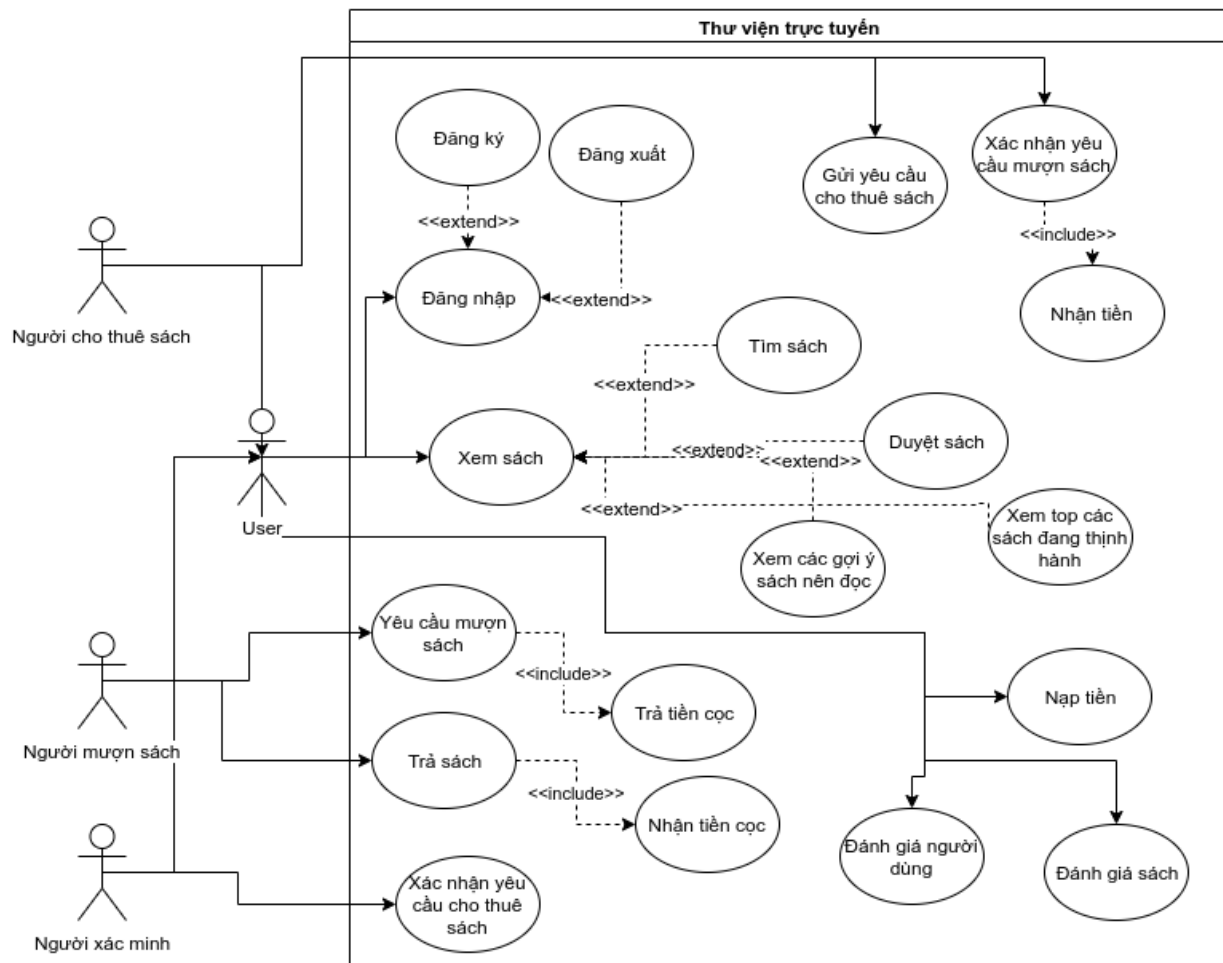 Thư viện trực tuyến
Đăng ký
Đăng xuất
Gửi yêu cầu
cho thuê sách
Xác nhận yêu
cầu mượn sách
<<extend>>
<<include>>
Người cho thuê sách
Đăng nhập
<<extend>>
Nhận tiền
Tìm sách
<<extend>>
User
Xem sách
<<extend>>
Duyệt sách
<<extend>>
<<extend>>
Xem top các
sách đang thịnh
hành
Xem các gợi ý
sách nên đọc
Người mượn sách
Yêu cầu mượn
sách
<<include>>
Trả tiền cọc
Nạp tiền
Trả sách
<<include>>
Nhận tiền cọc
Đánh giá người
dùng
Đánh giá sách
Người xác minh
Xác nhận yêu
cầu cho thuê
sách